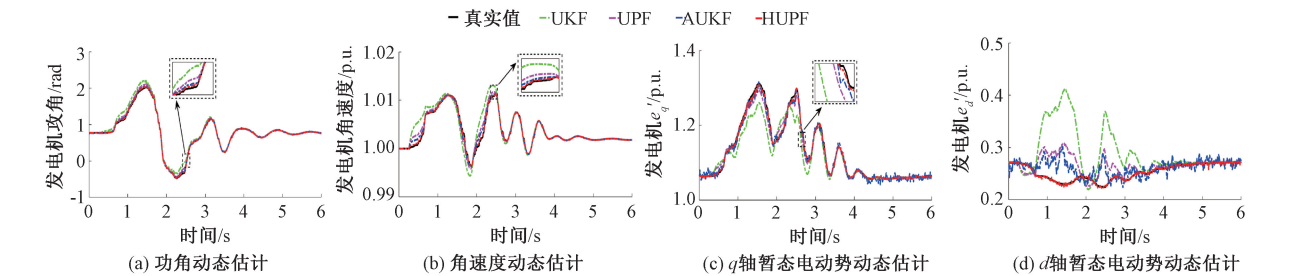 真实值 UKF UPF AUKF HUPF
发电机攻角/rad
3
2
1
0
-1
0 1 2 3 4 5 6
时间/s
(a) 功角动态估计
发电机角速度/p.u.
1.02
1.01
1.00
0.99
0 1 2 3 4 5 6
时间/s
(b) 角速度动态估计
发电机eq'/p.u.
1.4
1.3
1.2
1.0
0 1 2 3 4 5 6
时间/s
(c) q轴暂态电动势动态估计
发电机ed'/p.u.
0.5
0.4
0.3
0.2
0 1 2 3 4 5 6
时间/s
(d) d轴暂态电动势动态估计